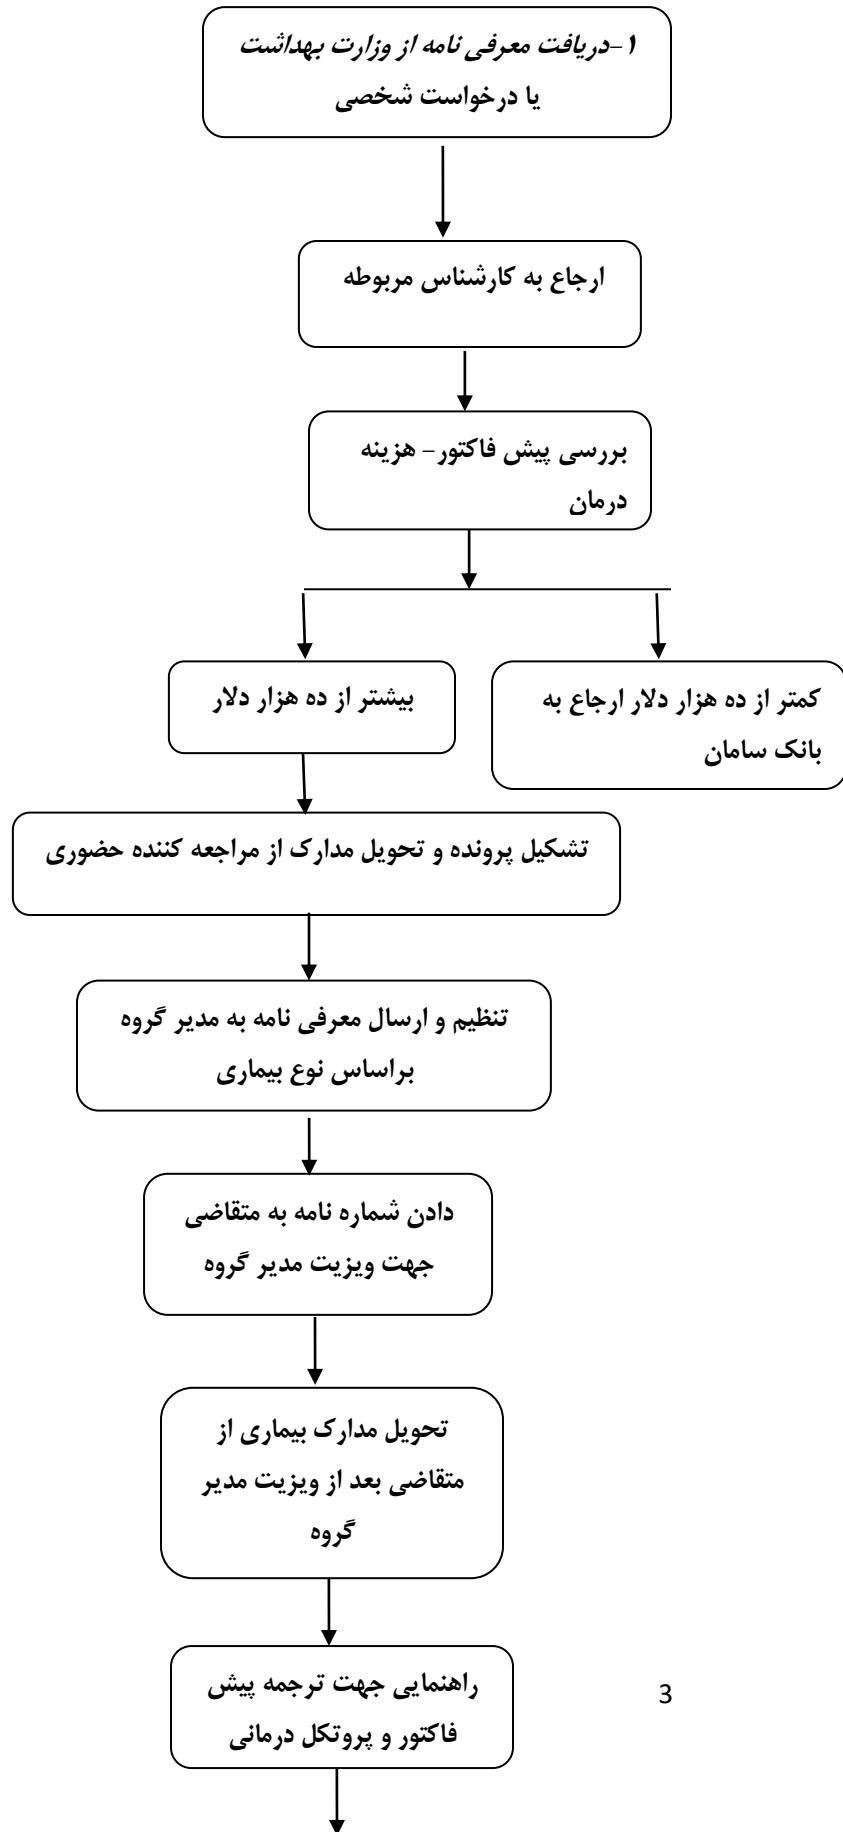 ۱-دریافت معرفی نامه از وزارت بهداشت
یا درخواست شخصی
ارجاع به کارشناس مربوطه
بررسی پیش فاکتور- هزینه
درمان
کمتر از ده هزار دلار ارجاع به
بانک سامان
بیشتر از ده هزار دلار
تشکیل پرونده و تحویل مدارک از مراجعه کننده حضوری
تنظیم و ارسال معرفی نامه به مدیر گروه
براساس نوع بیماری
دادن شماره نامه به متقاضی
جهت ویزیت مدیر گروه
تحویل مدارک بیماری از
متقاضی بعد از ویزیت مدیر
گروه
راهنمایی جهت ترجمه پیش
فاکتور و پروتکل درمانی
3